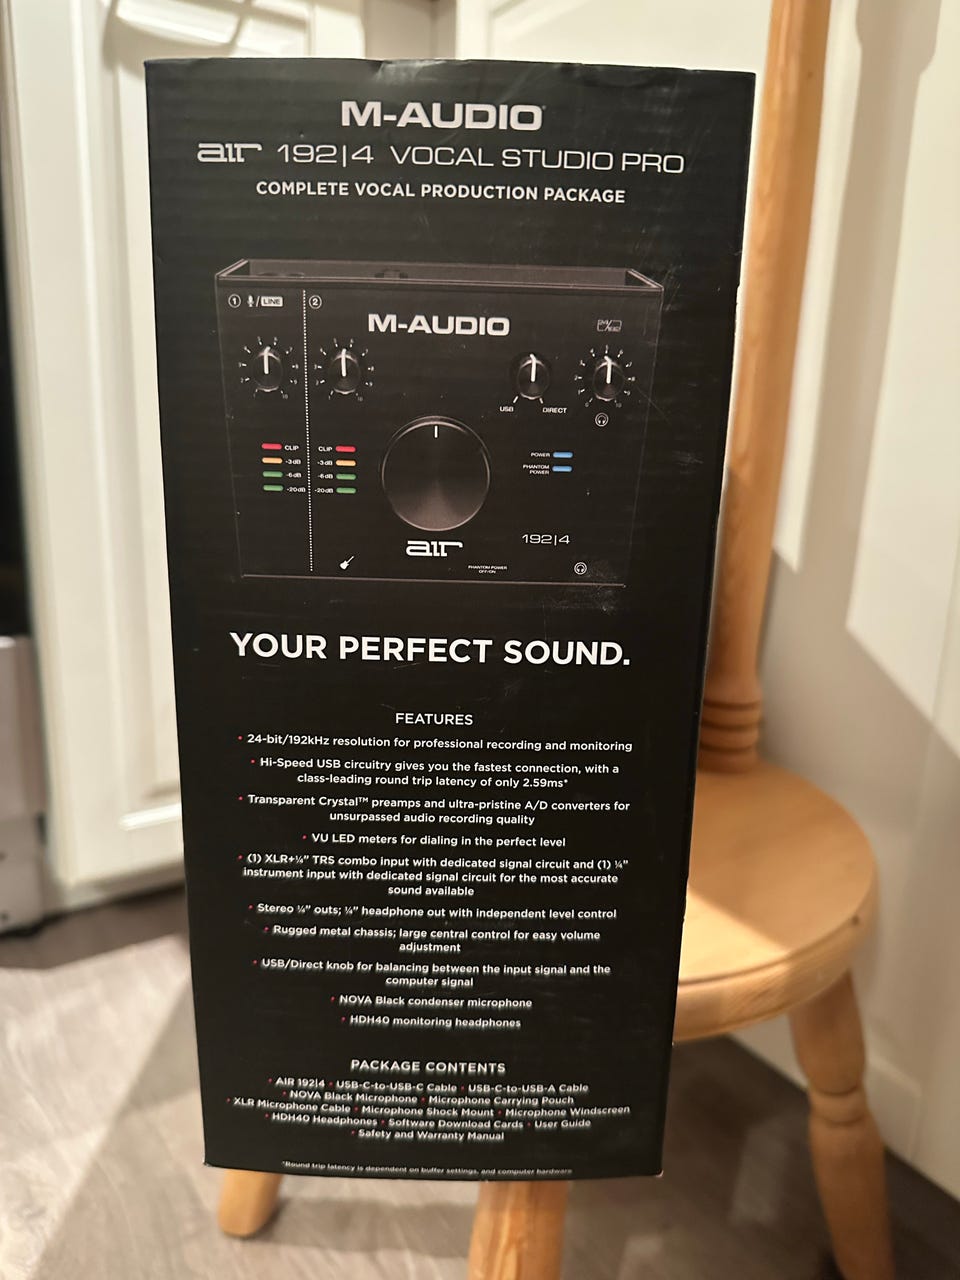 M-AUDIO
AIR 192|4 VOCAL STUDIO PRO
COMPLETE VOCAL PRODUCTION PACKAGE
1 / LINE 2
M-AUDIO
24/192
USB DIRECT
CLIP CLIP
-3dB -3dB
-6dB -6dB
-20dB -20dB
POWER
PHANTOM POWER
AIR
192|4
PHANTOM POWER
OFF/ON
YOUR PERFECT SOUND.
FEATURES
• 24-bit/192kHz resolution for professional recording and monitoring
• Hi-Speed USB circuitry gives you the fastest connection, with a
class-leading round trip latency of only 2.59ms*
• Transparent Crystal™ preamps and ultra-pristine A/D converters for
unsurpassed audio recording quality
• VU LED meters for dialing in the perfect level
• (1) XLR+¼” TRS combo input with dedicated signal circuit and (1) ¼”
instrument input with dedicated signal circuit for the most accurate
sound available
• Stereo ¼” outs; ¼” headphone out with independent level control
• Rugged metal chassis; large central control for easy volume
adjustment
• USB/Direct knob for balancing between the input signal and the
computer signal
• NOVA Black condenser microphone
• HDH40 monitoring headphones
PACKAGE CONTENTS
• AIR 192|4 • USB-C-to-USB-C Cable • USB-C-to-USB-A Cable
• NOVA Black Microphone • Microphone Carrying Pouch
• XLR Microphone Cable • Microphone Shock Mount • Microphone Windscreen
• HDH40 Headphones • Software Download Cards • User Guide
• Safety and Warranty Manual
*Round trip latency is dependent on buffer settings, and computer hardware